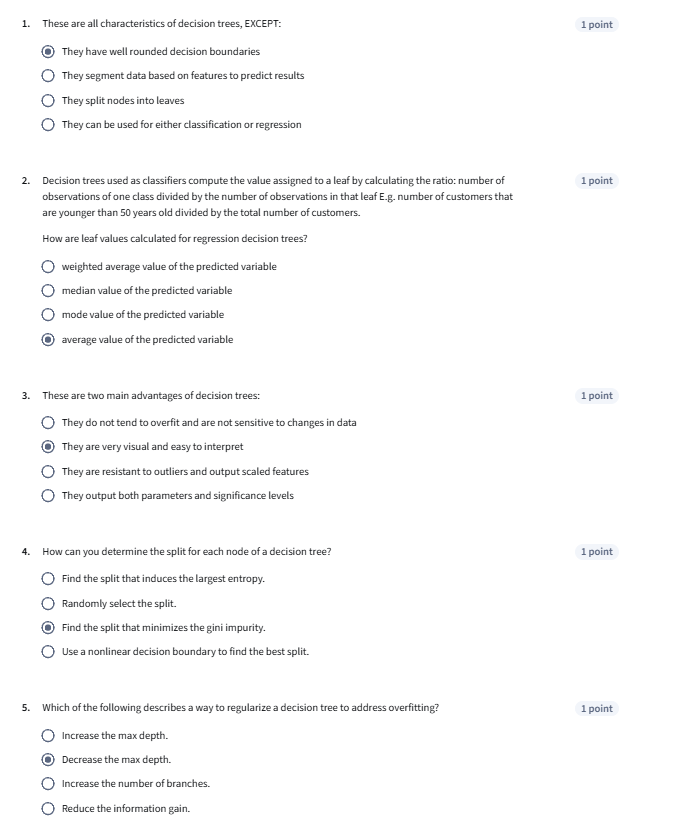 1. These are all characteristics of decision trees, EXCEPT: 1 point
They have well rounded decision boundaries
They segment data based on features to predict results
They split nodes into leaves
They can be used for either classification or regression
2. Decision trees used as classifiers compute the value assigned to a leaf by calculating the ratio: number of 1 point
observations of one class divided by the number of observations in that leaf E.g. number of customers that
are younger than 50 years old divided by the total number of customers.
How are leaf values calculated for regression decision trees?
weighted average value of the predicted variable
median value of the predicted variable
mode value of the predicted variable
average value of the predicted variable
3. These are two main advantages of decision trees: 1 point
They do not tend to overfit and are not sensitive to changes in data
They are very visual and easy to interpret
They are resistant to outliers and output scaled features
They output both parameters and significance levels
4. How can you determine the split for each node of a decision tree? 1 point
Find the split that induces the largest entropy.
Randomly select the split.
Find the split that minimizes the gini impurity.
Use a nonlinear decision boundary to find the best split.
5. Which of the following describes a way to regularize a decision tree to address overfitting? 1 point
Increase the max depth.
Decrease the max depth.
Increase the number of branches.
Reduce the information gain.